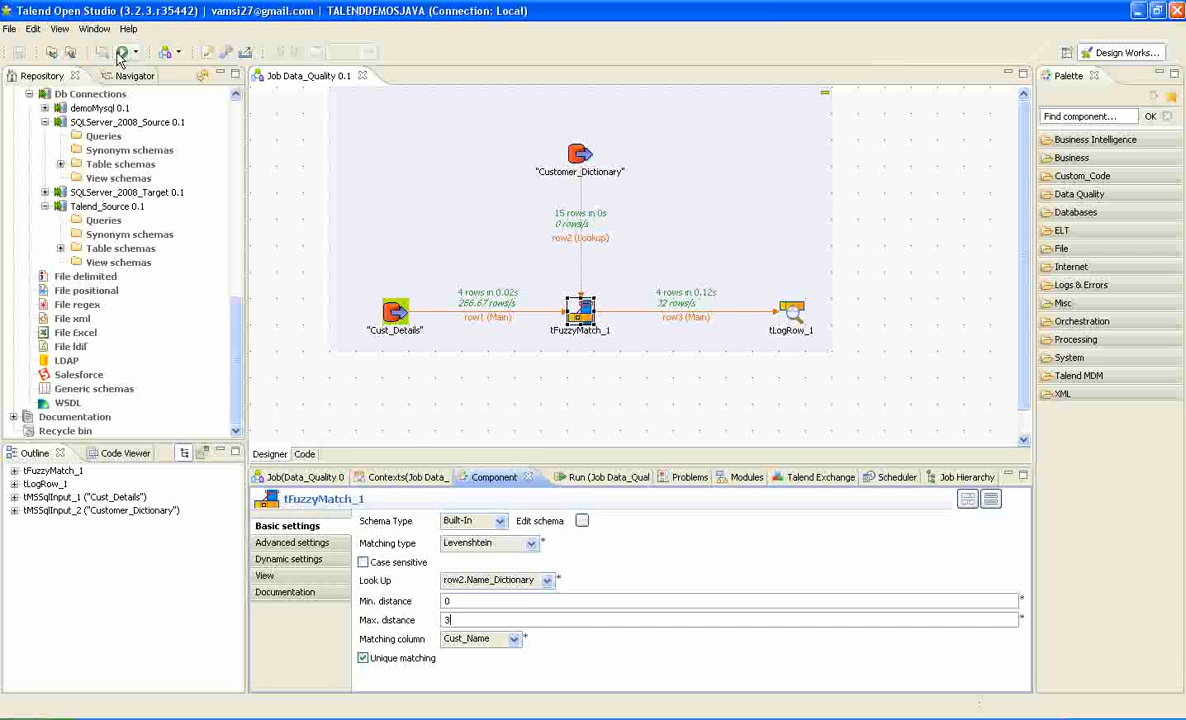 Talend Open Studio (3.2.3.r35442) | vamsi27@gmail.com | TALENDDEMOSJAVA (Connection: Local)
File Edit View Window Help
Design Works...
Repository
Navigator
Job Data_Quality 0.1
Palette
Db Connections
demoMysql 0.1
SQLServer_2008_Source 0.1
Queries
Synonym schemas
Table schemas
View schemas
SQLServer_2008_Target 0.1
Talend_Source 0.1
Queries
Synonym schemas
Table schemas
View schemas
File delimited
File positional
File regex
File xml
File Excel
File ldif
LDAP
Salesforce
Generic schemas
WSDL
Documentation
Recycle bin
"Customer_Dictionary"
15 rows in 0s
0 rows/s
row2 (Lookup)
4 rows in 0.02s
266.67 rows/s
row1 (Main)
4 rows in 0.12s
32 rows/s
row3 (Main)
"Cust_Details"
tFuzzyMatch_1
tLogRow_1
Find component...
OK
Business Intelligence
Business
Custom_Code
Data Quality
Databases
ELT
File
Internet
Logs & Errors
Misc
Orchestration
Processing
System
Talend MDM
XML
Designer Code
Outline
Code Viewer
tFuzzyMatch_1
tLogRow_1
tMSSqlInput_1 ("Cust_Details")
tMSSqlInput_2 ("Customer_Dictionary")
Job(Data_Quality 0
Contexts(Job Data_
Component
Run (Job Data_Qual
Problems
Modules
Talend Exchange
Scheduler
Job Hierarchy
tFuzzyMatch_1
Basic settings
Advanced settings
Dynamic settings
View
Documentation
Schema Type Built-In Edit schema ...
Matching type Levenshtein *
Case sensitive
Look Up row2.Name_Dictionary *
Min. distance 0 *
Max. distance 3 *
Matching column Cust_Name *
Unique matching